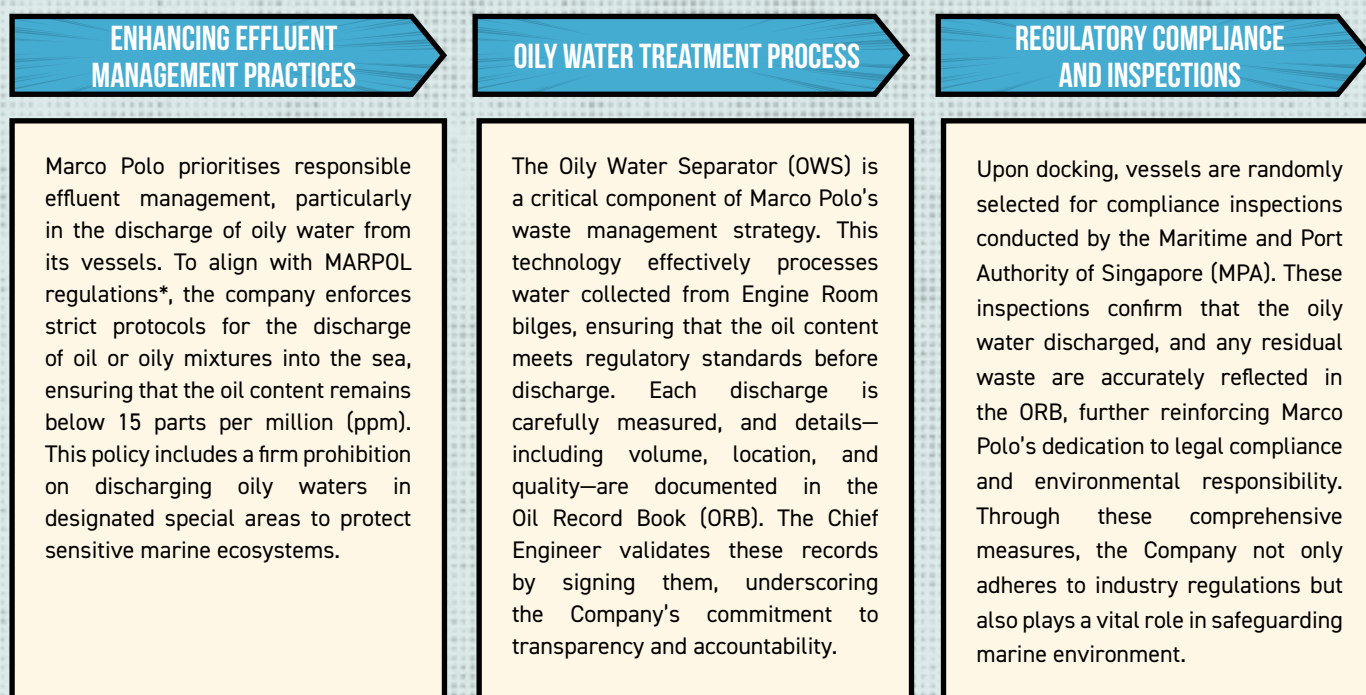 ENHANCING EFFLUENT
MANAGEMENT PRACTICES
Marco Polo prioritises responsible
effluent management, particularly
in the discharge of oily water from
its vessels. To align with MARPOL
regulations*, the company enforces
strict protocols for the discharge
of oil or oily mixtures into the sea,
ensuring that the oil content remains
below 15 parts per million (ppm).
This policy includes a firm prohibition
on discharging oily waters in
designated special areas to protect
sensitive marine ecosystems.
OILY WATER TREATMENT PROCESS
The Oily Water Separator (OWS) is
a critical component of Marco Polo's
waste management strategy. This
technology effectively processes
water collected from Engine Room
bilges, ensuring that the oil content
meets regulatory standards before
discharge. Each discharge is
carefully measured, and details—
including volume, location, and
quality—are documented in the
Oil Record Book (ORB). The Chief
Engineer validates these records
by signing them, underscoring
the Company's commitment to
transparency and accountability.
REGULATORY COMPLIANCE
AND INSPECTIONS
Upon docking, vessels are randomly
selected for compliance inspections
conducted by the Maritime and Port
Authority of Singapore (MPA). These
inspections confirm that the oily
water discharged, and any residual
waste are accurately reflected in
the ORB, further reinforcing Marco
Polo's dedication to legal compliance
and environmental responsibility.
Through these comprehensive
measures, the Company not only
adheres to industry regulations but
also plays a vital role in safeguarding
marine environment.